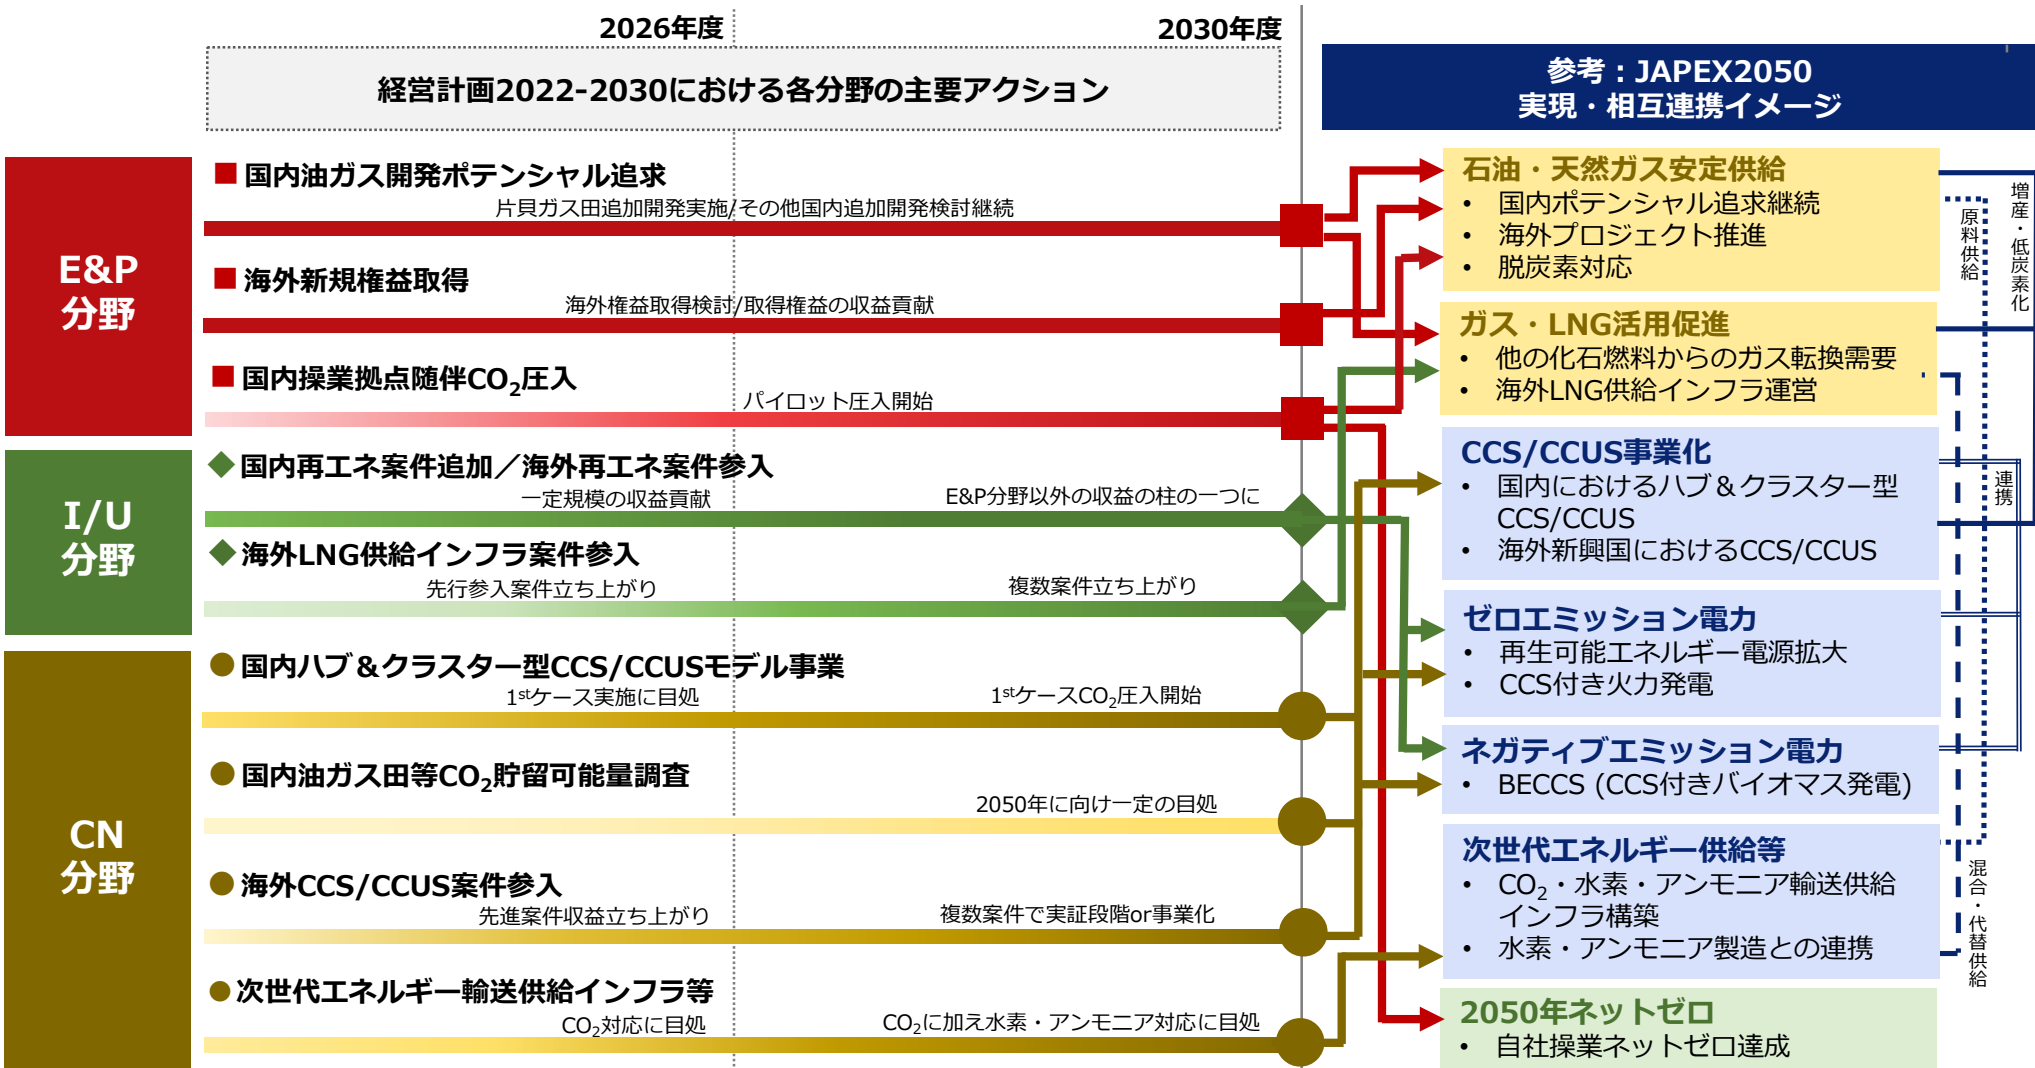 2026年度
2030年度
経営計画2022-2030における各分野の主要アクション
参考：JAPEX2050
実現・相互連携イメージ
E&P
分野
■ 国内油ガス開発ポテンシャル追求
片貝ガス田追加開発実施/その他国内追加開発検討継続
■ 海外新規権益取得
海外権益取得検討/取得権益の収益貢献
■ 国内操業拠点随伴CO₂圧入
パイロット圧入開始
I/U
分野
◆ 国内再エネ案件追加／海外再エネ案件参入
一定規模の収益貢献
E&P分野以外の収益の柱の一つに
◆ 海外LNG供給インフラ案件参入
先行参入案件立ち上がり
複数案件立ち上がり
CN
分野
● 国内ハブ＆クラスター型CCS/CCUSモデル事業
1stケース実施に目処
1stケースCO₂圧入開始
● 国内油ガス田等CO₂貯留可能量調査
2050年に向け一定の目処
● 海外CCS/CCUS案件参入
先進案件収益立ち上がり
複数案件で実証段階or事業化
● 次世代エネルギー輸送供給インフラ等
CO₂対応に目処
CO₂に加え水素・アンモニア対応に目処
石油・天然ガス安定供給
• 国内ポテンシャル追求継続
• 海外プロジェクト推進
• 脱炭素対応
ガス・LNG活用促進
• 他の化石燃料からのガス転換需要
• 海外LNG供給インフラ運営
CCS/CCUS事業化
• 国内におけるハブ＆クラスター型
CCS/CCUS
• 海外新興国におけるCCS/CCUS
ゼロエミッション電力
• 再生可能エネルギー電源拡大
• CCS付き火力発電
ネガティブエミッション電力
• BECCS (CCS付きバイオマス発電)
次世代エネルギー供給等
• CO₂・水素・アンモニア輸送供給
インフラ構築
• 水素・アンモニア製造との連携
2050年ネットゼロ
• 自社操業ネットゼロ達成
原料供給
増産・低炭素化
連携
混合・代替供給